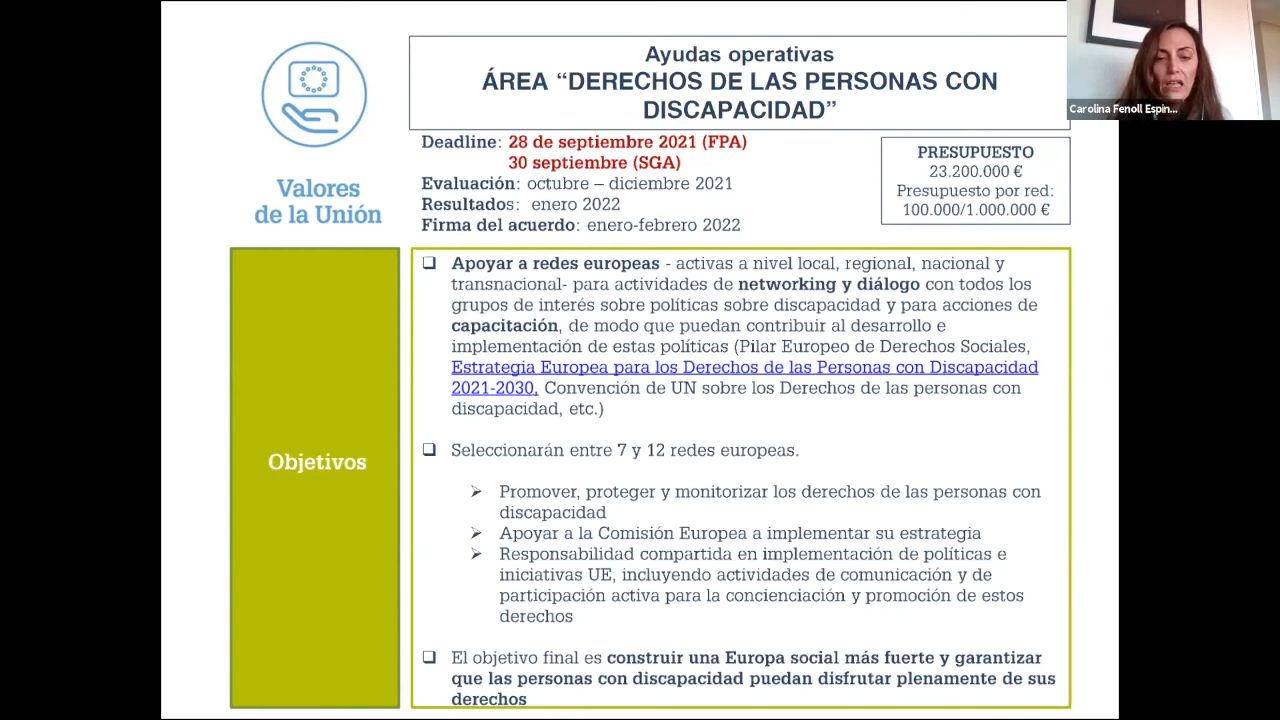 Ayudas operativas
ÁREA “DERECHOS DE LAS PERSONAS CON
DISCAPACIDAD”
Carolina Fenoll Espin...
Valores
de la Unión
Deadline: 28 de septiembre 2021 (FPA)
30 septiembre (SGA)
Evaluación: octubre – diciembre 2021
Resultados: enero 2022
Firma del acuerdo: enero-febrero 2022
PRESUPUESTO
23.200.000 €
Presupuesto por red:
100.000/1.000.000 €
Objetivos
❑ Apoyar a redes europeas - activas a nivel local, regional, nacional y
transnacional- para actividades de networking y diálogo con todos los
grupos de interés sobre políticas sobre discapacidad y para acciones de
capacitación, de modo que puedan contribuir al desarrollo e
implementación de estas políticas (Pilar Europeo de Derechos Sociales,
Estrategia Europea para los Derechos de las Personas con Discapacidad
2021-2030, Convención de UN sobre los Derechos de las personas con
discapacidad, etc.)
❑ Seleccionarán entre 7 y 12 redes europeas.
➢ Promover, proteger y monitorizar los derechos de las personas con
discapacidad
➢ Apoyar a la Comisión Europea a implementar su estrategia
➢ Responsabilidad compartida en implementación de políticas e
iniciativas UE, incluyendo actividades de comunicación y de
participación activa para la concienciación y promoción de estos
derechos
❑ El objetivo final es construir una Europa social más fuerte y garantizar
que las personas con discapacidad puedan disfrutar plenamente de sus
derechos